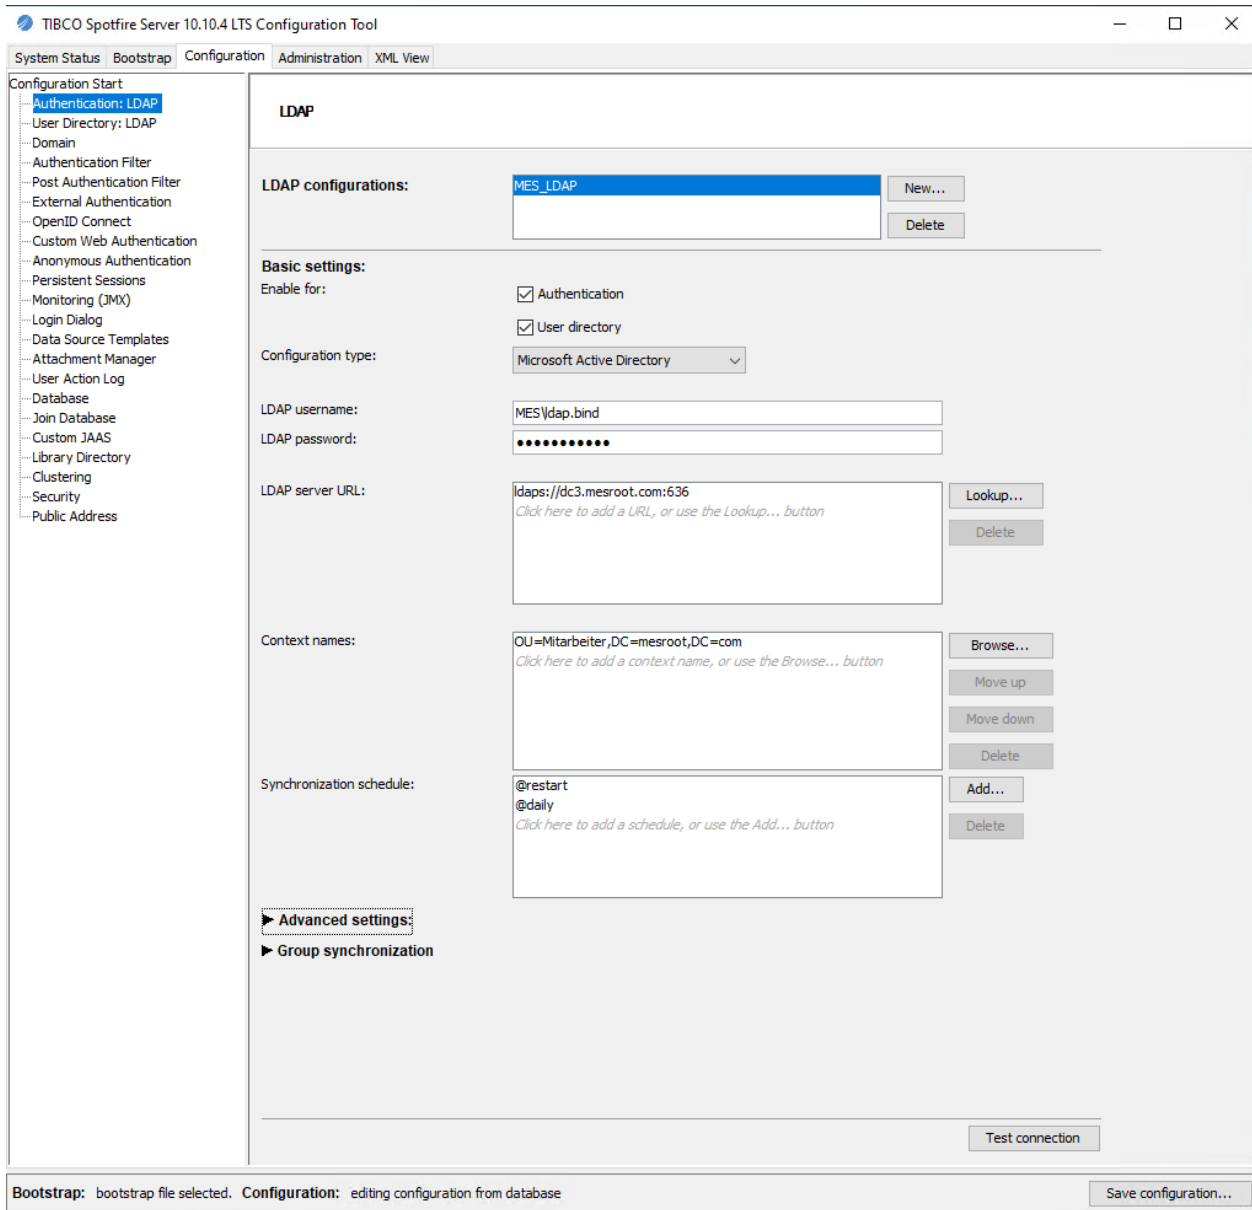 TIBCO Spotfire Server 10.10.4 LTS Configuration Tool
System Status Bootstrap Configuration Administration XML View
Configuration Start
Authentication: LDAP
User Directory: LDAP
Domain
Authentication Filter
Post Authentication Filter
External Authentication
OpenID Connect
Custom Web Authentication
Anonymous Authentication
Persistent Sessions
Monitoring (JMX)
Login Dialog
Data Source Templates
Attachment Manager
User Action Log
Database
Join Database
Custom JAAS
Library Directory
Clustering
Security
Public Address
LDAP
LDAP configurations:
MES_LDAP
New...
Delete
Basic settings:
Enable for:
Authentication
User directory
Configuration type:
Microsoft Active Directory
LDAP username:
MES\ldap.bind
LDAP password:
LDAP server URL:
ldaps://dc3.mesroot.com:636
Click here to add a URL, or use the Lookup... button
Lookup...
Delete
Context names:
OU=Mitarbeiter,DC=mesroot,DC=com
Click here to add a context name, or use the Browse... button
Browse...
Move up
Move down
Delete
Synchronization schedule:
@restart
@daily
Click here to add a schedule, or use the Add... button
Add...
Delete
Advanced settings:
Group synchronization
Test connection
Bootstrap: bootstrap file selected. Configuration: editing configuration from database
Save configuration...